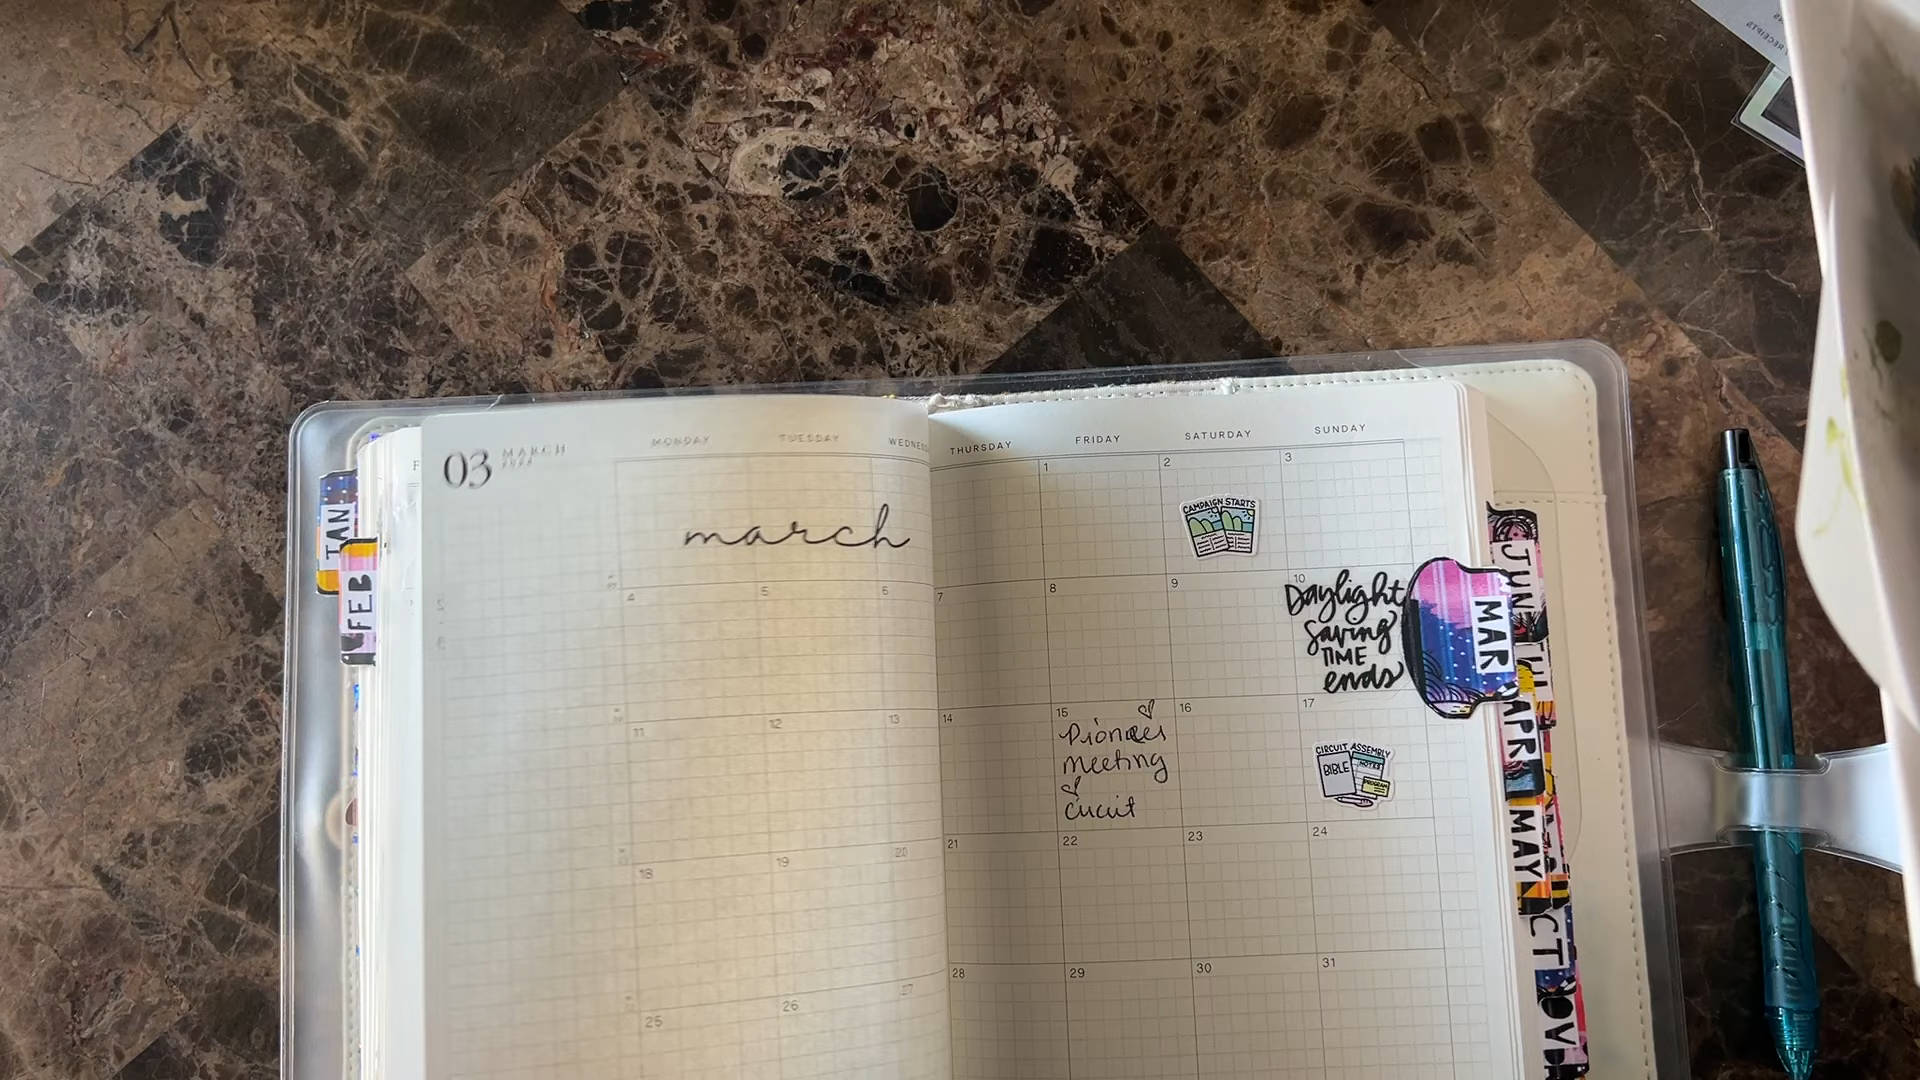 03 MARCH
2024
MONDAY TUESDAY THURSDAY FRIDAY SATURDAY SUNDAY
march
1 2 3
CAMPAIGN STARTS
4 5 6 7 8 9 10
Daylight
saving
TIME
ends
11 12 13 14 15 16 17
Pioneer
meeting
circuit
CIRCUIT ASSEMBLY
BIBLE
NOTES
PROGRAM
18 19 20 21 22 23 24
25 26 27 28 29 30 31
JAN
FEB
JUN
MAR
APR
MAY
RECEIPTS